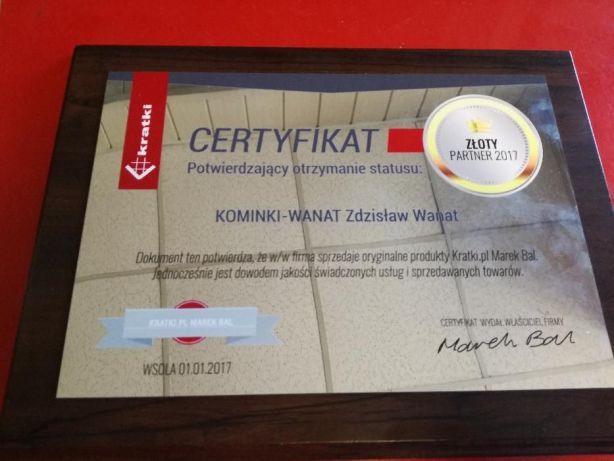 kratki
CERTYFIKAT
Potwierdzający otrzymanie statusu:
ZŁOTY
PARTNER 2017
KOMINKI-WANAT Zdzisław Wanat
Dokument ten potwierdza, że w/w firma sprzedaje oryginalne produkty Kratki.pl Marek Bal.
Jednocześnie jest dowodem jakości świadczonych usług i sprzedawanych towarów.
KRATKI.PL MAREK BAL
WSOLA 01.01.2017
CERTYFIKAT WYDAŁ WŁAŚCICIEL FIRMY
Marek Bal